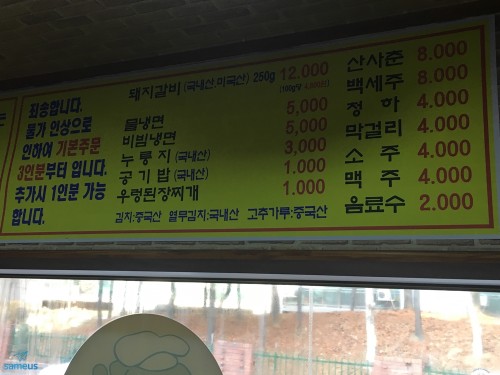 죄송합니다.
물가 인상으로
인하여 기본주문
3인분부터 입니다.
추가시 1인분 가능
합니다.
돼지갈비 (국내산,미국산) 250g 12.000
물냉면 5,000
비빔냉면 5,000
누룽지 (국내산) 3,000
공기밥 (국내산) 1.000
우렁된장찌개 1.000
김치:중국산 열무김치:국내산 고추가루:중국산
산사준 8.000
백세주 8.000
청하 4.000
막걸리 4.000
소주 4.000
맥주 4.000
음료수 2.000
sameus